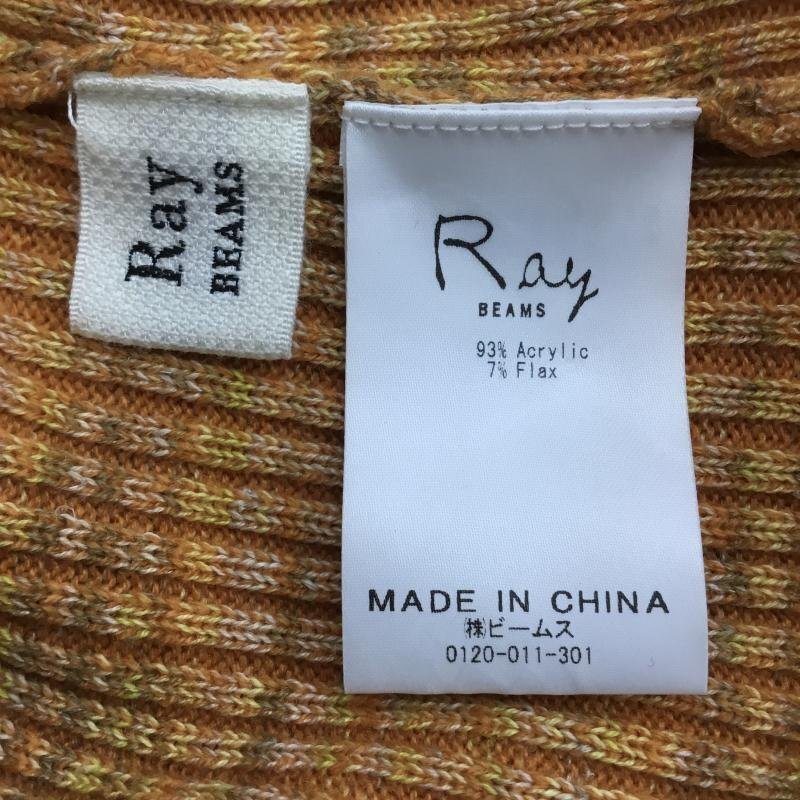 Ray
BEAMS
Ray
BEAMS
93% Acrylic
7% Flax
MADE IN CHINA
㈱ビームス
0120-011-301